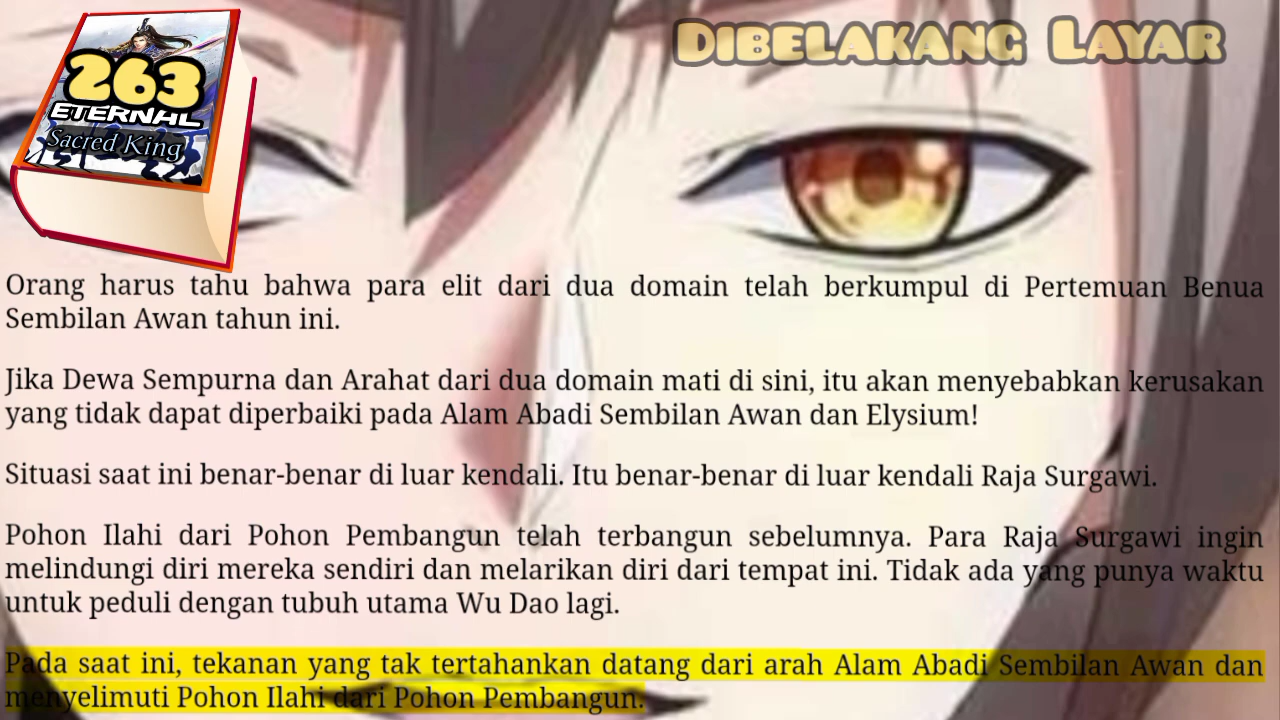 DIBELAKANG LAYAR
263
ETERNAL
Sacred King
Orang harus tahu bahwa para elit dari dua domain telah berkumpul di Pertemuan Benua
Sembilan Awan tahun ini.
Jika Dewa Sempurna dan Arahat dari dua domain mati di sini, itu akan menyebabkan kerusakan
yang tidak dapat diperbaiki pada Alam Abadi Sembilan Awan dan Elysium!
Situasi saat ini benar-benar di luar kendali. Itu benar-benar di luar kendali Raja Surgawi.
Pohon Ilahi dari Pohon Pembangun telah terbangun sebelumnya. Para Raja Surgawi ingin
melindungi diri mereka sendiri dan melarikan diri dari tempat ini. Tidak ada yang punya waktu
untuk peduli dengan tubuh utama Wu Dao lagi.
Pada saat ini, tekanan yang tak tertahankan datang dari arah Alam Abadi Sembilan Awan dan
menyelimuti Pohon Ilahi dari Pohon Pembangun.